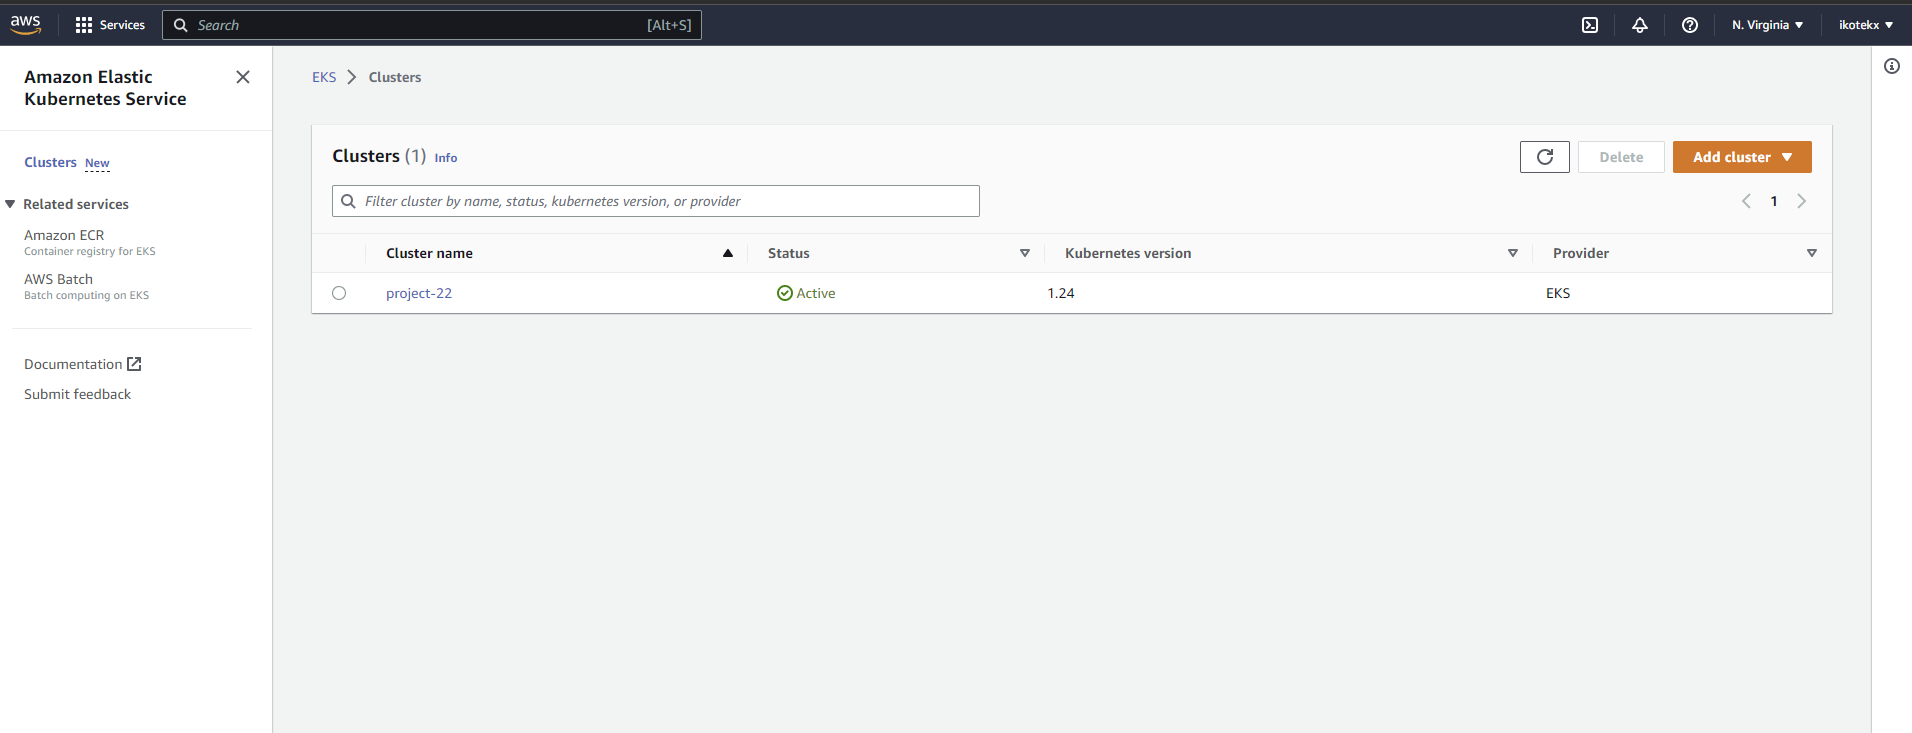 aws Services Search [Alt+S] N. Virginia ikotekx
Amazon Elastic
Kubernetes Service
Clusters New
Related services
Amazon ECR
Container registry for EKS
AWS Batch
Batch computing on EKS
Documentation
Submit feedback
EKS Clusters
Clusters (1) Info Delete Add cluster
Filter cluster by name, status, kubernetes version, or provider 1
Cluster name Status Kubernetes version Provider
project-22 Active 1.24 EKS